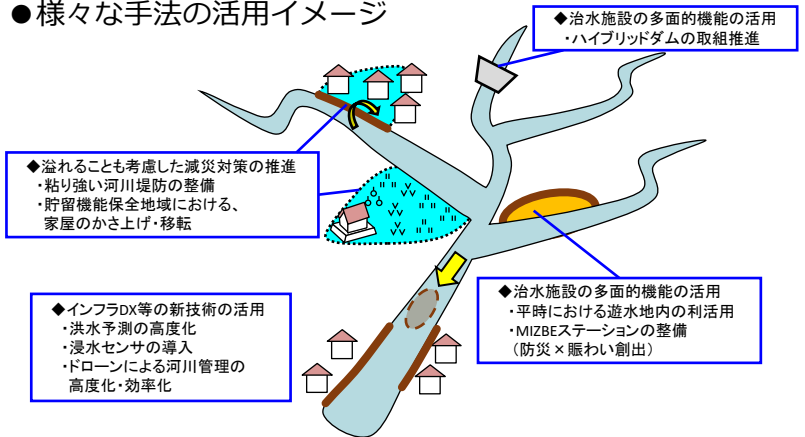 ●様々な手法の活用イメージ
◆治水施設の多面的機能の活用
・ハイブリッドダムの取組推進
◆溢れることも考慮した減災対策の推進
・粘り強い河川堤防の整備
・貯留機能保全地域における、
家屋のかさ上げ・移転
◆インフラDX等の新技術の活用
・洪水予測の高度化
・浸水センサの導入
・ドローンによる河川管理の
高度化・効率化
◆治水施設の多面的機能の活用
・平時における遊水地内の利活用
・MIZBEステーションの整備
（防災×賑わい創出）